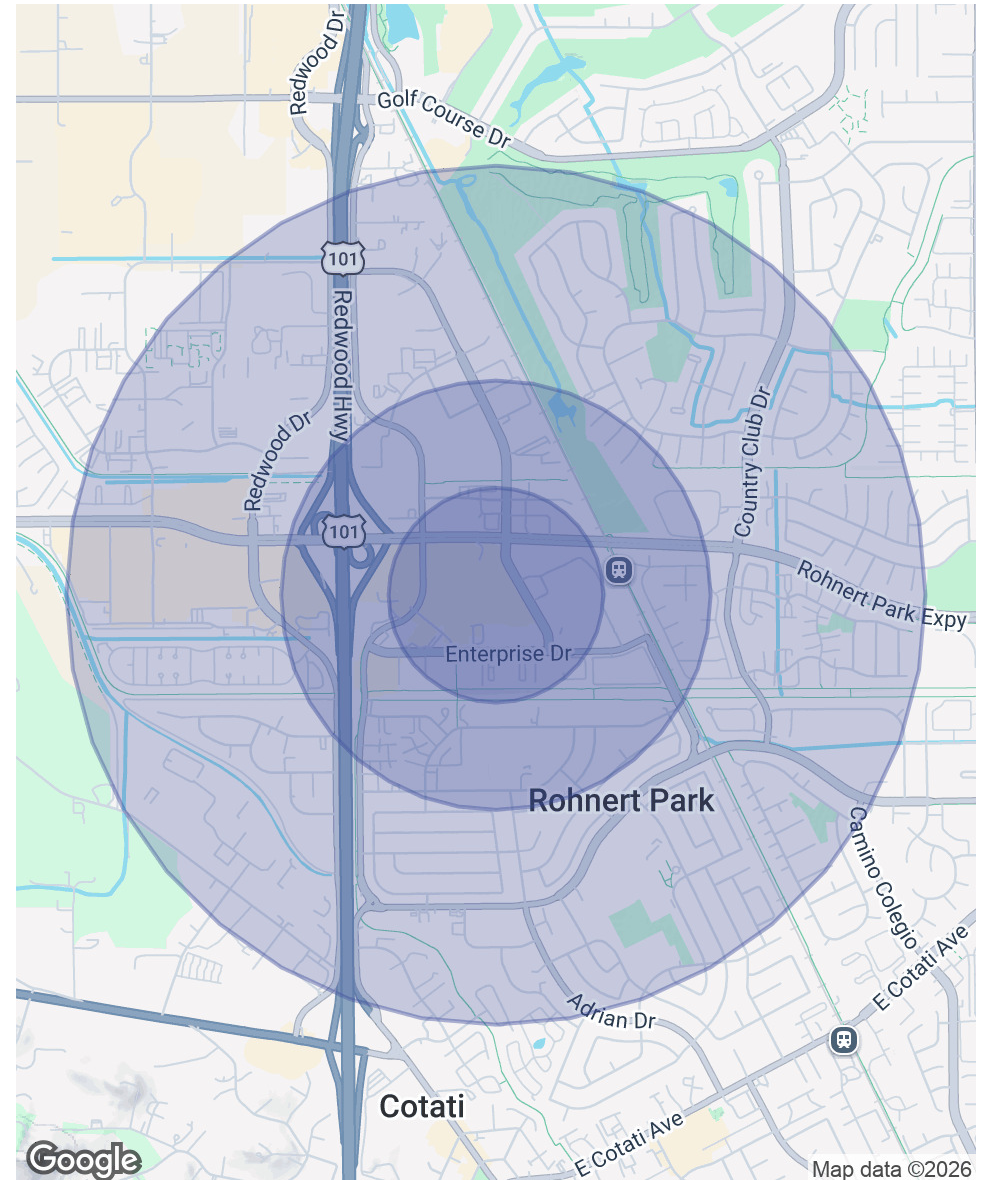 Redwood Dr
Golf Course Dr
101
Redwood Hwy
Redwood Dr
Country Club Dr
101
Rohnert Park Expy
Enterprise Dr
Rohnert Park
Camino Colegio
E Cotati Ave
Adrian Dr
Cotati
E Cotati Ave
Google
Map data ©2026